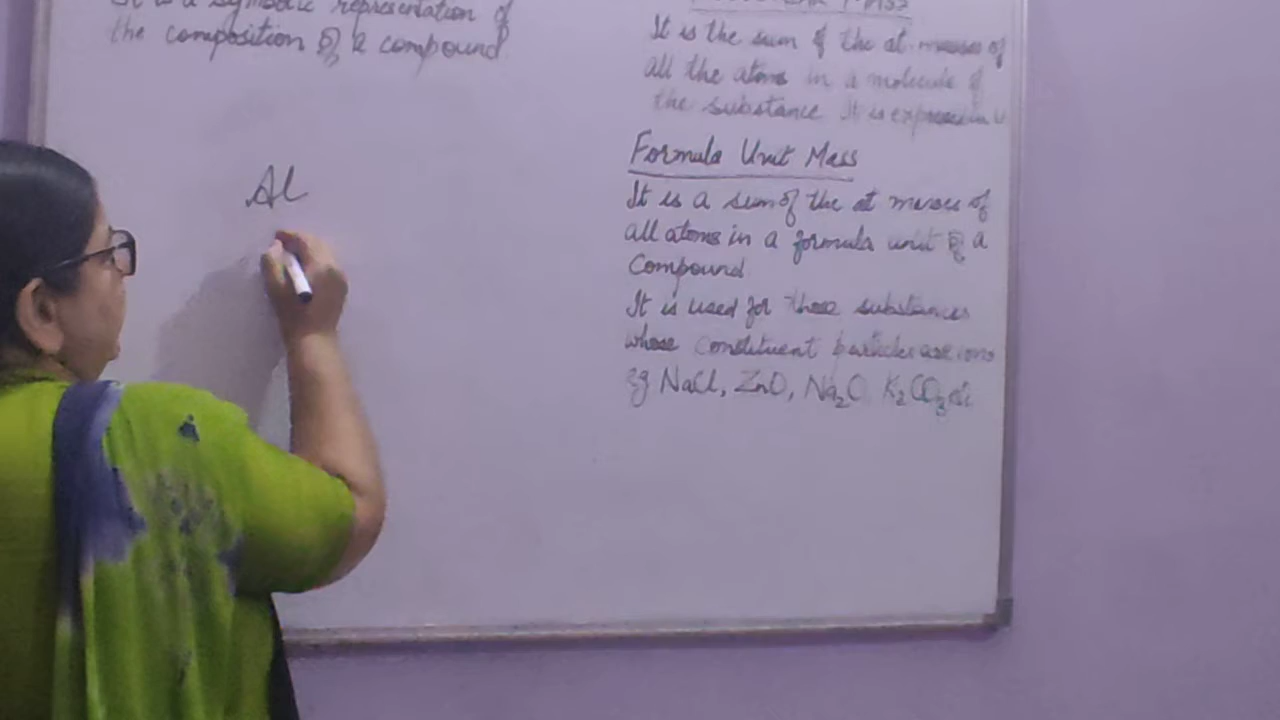 It is a symbolic representation of
the composition of a compound
Al
Mass
It is the sum of the at. masses of
all the atoms in a molecule of
the substance It is expressed in
Formula Unit Mass
It is a sum of the at masses of
all atoms in a formula unit of a
Compound
It is used for those substances
whose constituent particles are ions
eg NaCl, ZnO, Na₂O, K₂CO₃ etc